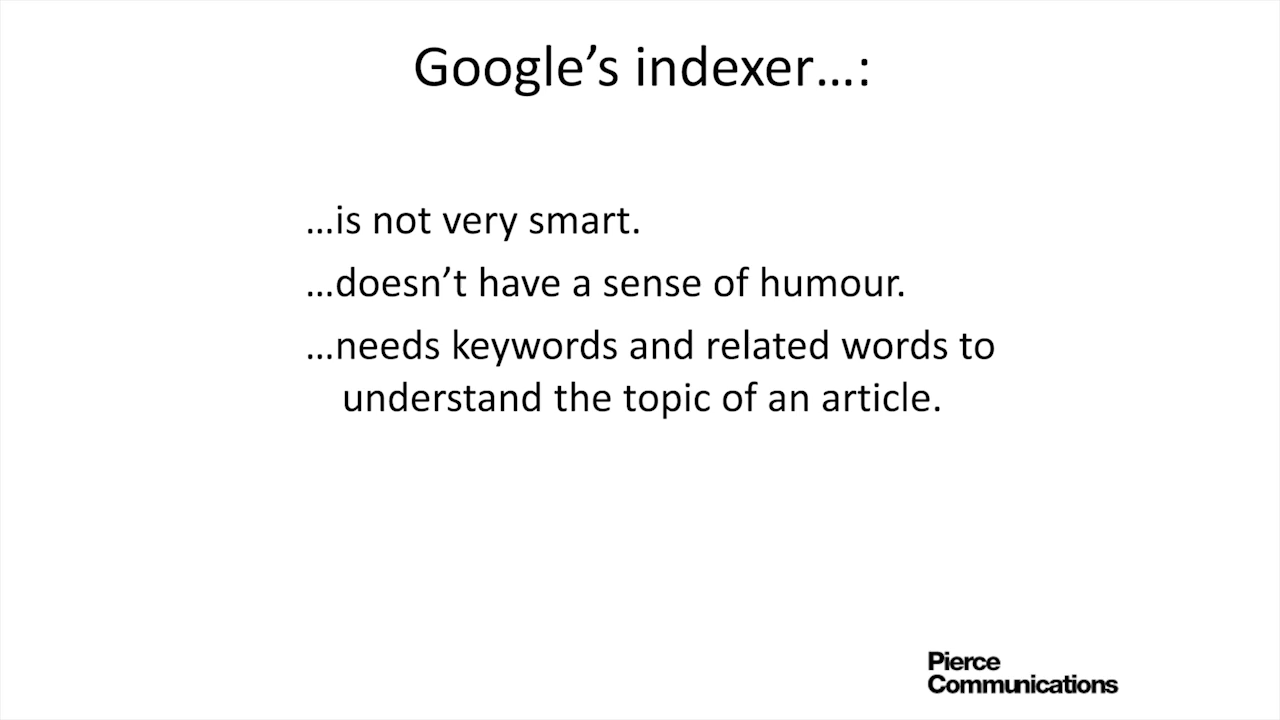 Google’s indexer…:
…is not very smart.
…doesn’t have a sense of humour.
…needs keywords and related words to
understand the topic of an article.
Pierce
Communications